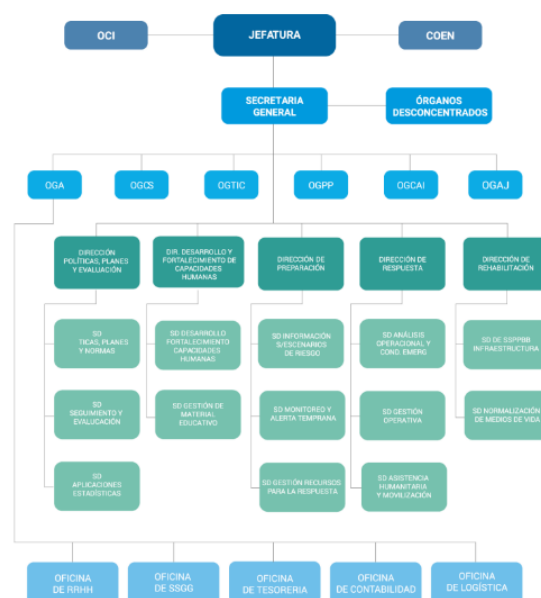 OCI
JEFATURA
COEN
SECRETARIA
GENERAL
ÓRGANOS
DESCONCENTRADOS
OGA
OGCS
OGTIC
OGPP
OGCAI
OGAJ
DIRECCIÓN
POLÍTICAS, PLANES
Y EVALUACIÓN
DIR. DESARROLLO Y
FORTALECIMIENTO DE
CAPACIDADES
HUMANAS
DIRECCIÓN DE
PREPARACIÓN
DIRECCIÓN DE
RESPUESTA
DIRECCIÓN DE
REHABILITACIÓN
SD
TICAS, PLANES
Y NORMAS
SD DESARROLLO
FORTALECIMIENTO
CAPACIDADES
HUMANAS
SD INFORMACIÓN
S/ESCENARIOS
DE RIESGO
SD ANÁLISIS
OPERACIONAL Y
COND. EMERG
SD DE SSPPBB
INFRAESTRUCTURA
SD
SEGUIMIENTO Y
EVALUCACIÓN
SD GESTIÓN DE
MATERIAL
EDUCATIVO
SD MONITOREO Y
ALERTA TEMPRANA
SD GESTIÓN
OPERATIVA
SD NORMALIZACIÓN
DE MEDIOS DE VIDA
SD
APLICACIONES
ESTADÍSTICAS
SD GESTIÓN RECURSOS
PARA LA RESPUESTA
SD ASISTENCIA
HUMANITARIA
Y MOVILIZACIÓN
OFICINA
DE RRHH
OFICINA
DE SSGG
OFICINA
DE TESORERIA
OFICINA
DE CONTABILIDAD
OFICINA
DE LOGÍSTICA